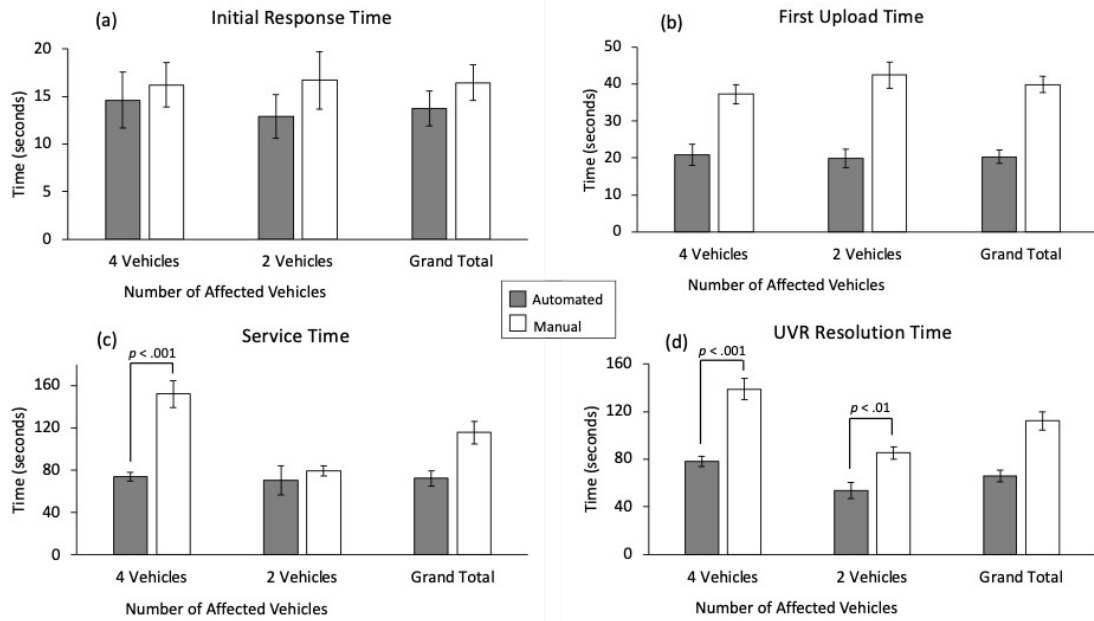 (a) Initial Response Time
Time (seconds)
20
15
10
5
0
4 Vehicles 2 Vehicles Grand Total
Number of Affected Vehicles
(b) First Upload Time
Time (seconds)
50
40
30
20
10
0
4 Vehicles 2 Vehicles Grand Total
Number of Affected Vehicles
Automated
Manual
(c) Service Time
p < .001
Time (seconds)
160
120
80
40
0
4 Vehicles 2 Vehicles Grand Total
Number of Affected Vehicles
(d) UVR Resolution Time
p < .001
p < .01
Time (seconds)
160
120
80
40
0
4 Vehicles 2 Vehicles Grand Total
Number of Affected Vehicles